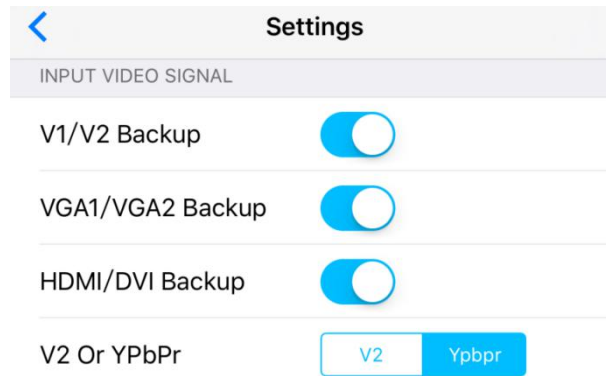 Settings
INPUT VIDEO SIGNAL
V1/V2 Backup
VGA1/VGA2 Backup
HDMI/DVI Backup
V2 Or YPbPr V2 Ypbpr